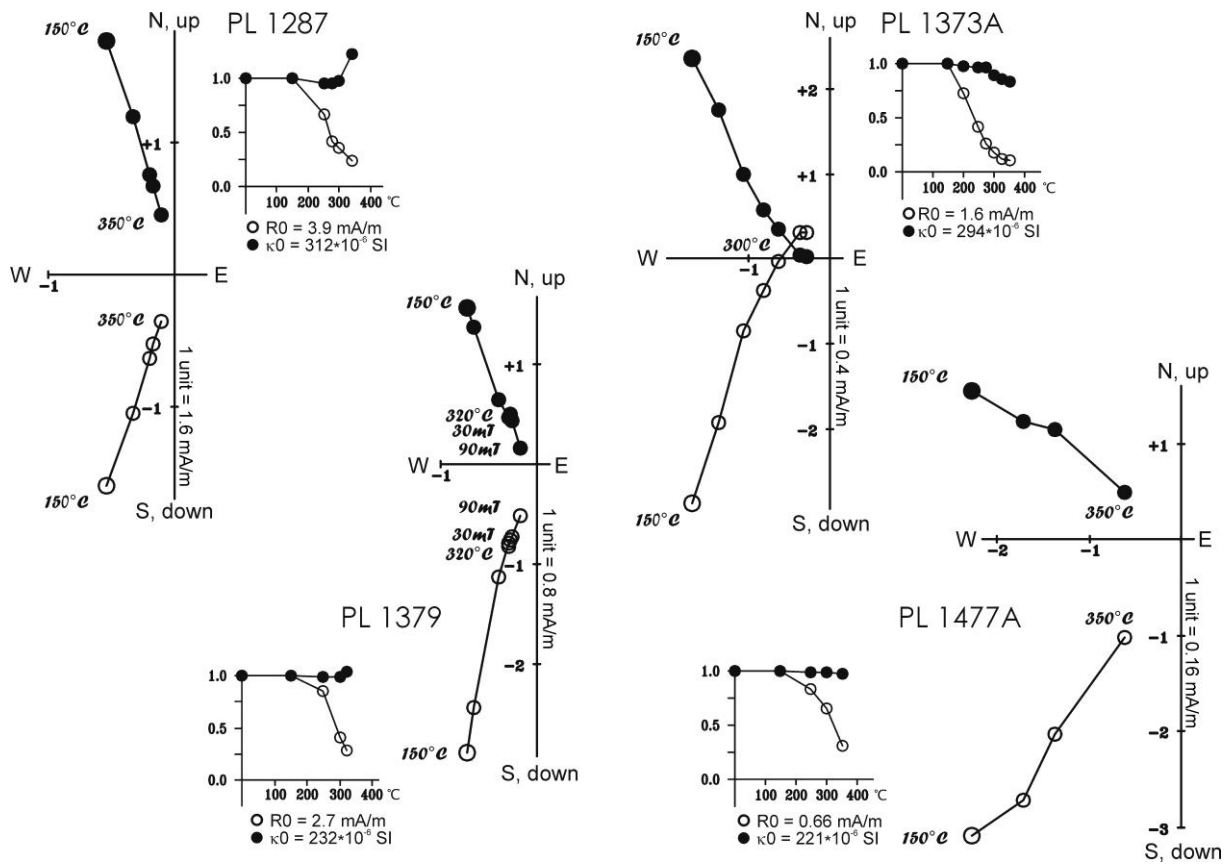 PL 1287
N, up
150°C
+1
350°C
W
-1
E
350°C
-1
150°C
S, down
1 unit = 1.6 mA/m
1.0
0.5
0.0
100 200 300 400 °C
R0 = 3.9 mA/m
κ0 = 312*10⁻⁶ SI
PL 1379
N, up
150°C
+1
320°C
30mT
90mT
W
-1
E
90mT
30mT
320°C
-1
-2
150°C
S, down
1 unit = 0.8 mA/m
1.0
0.5
0.0
100 200 300 400 °C
R0 = 2.7 mA/m
κ0 = 232*10⁻⁶ SI
PL 1373A
N, up
150°C
+2
+1
300°C
W
-1
E
-1
-2
150°C
S, down
1 unit = 0.4 mA/m
1.0
0.5
0.0
100 200 300 400 °C
R0 = 1.6 mA/m
κ0 = 294*10⁻⁶ SI
PL 1477A
N, up
150°C
+1
350°C
W
-2
-1
E
350°C
-1
-2
150°C
-3
S, down
1 unit = 0.16 mA/m
1.0
0.5
0.0
100 200 300 400 °C
R0 = 0.66 mA/m
κ0 = 221*10⁻⁶ SI